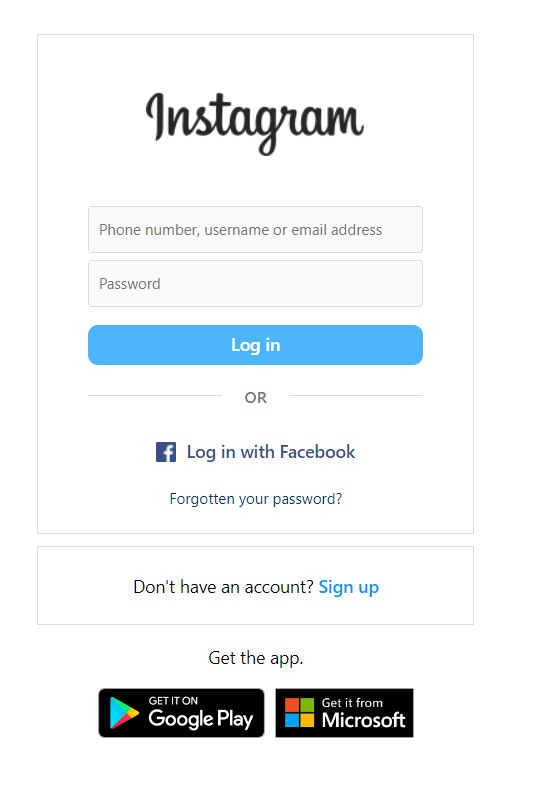 Instagram
Phone number, username or email address
Password
Log in
OR
Log in with Facebook
Forgotten your password?
Don't have an account? Sign up
Get the app.
GET IT ON
Google Play
Get it from
Microsoft